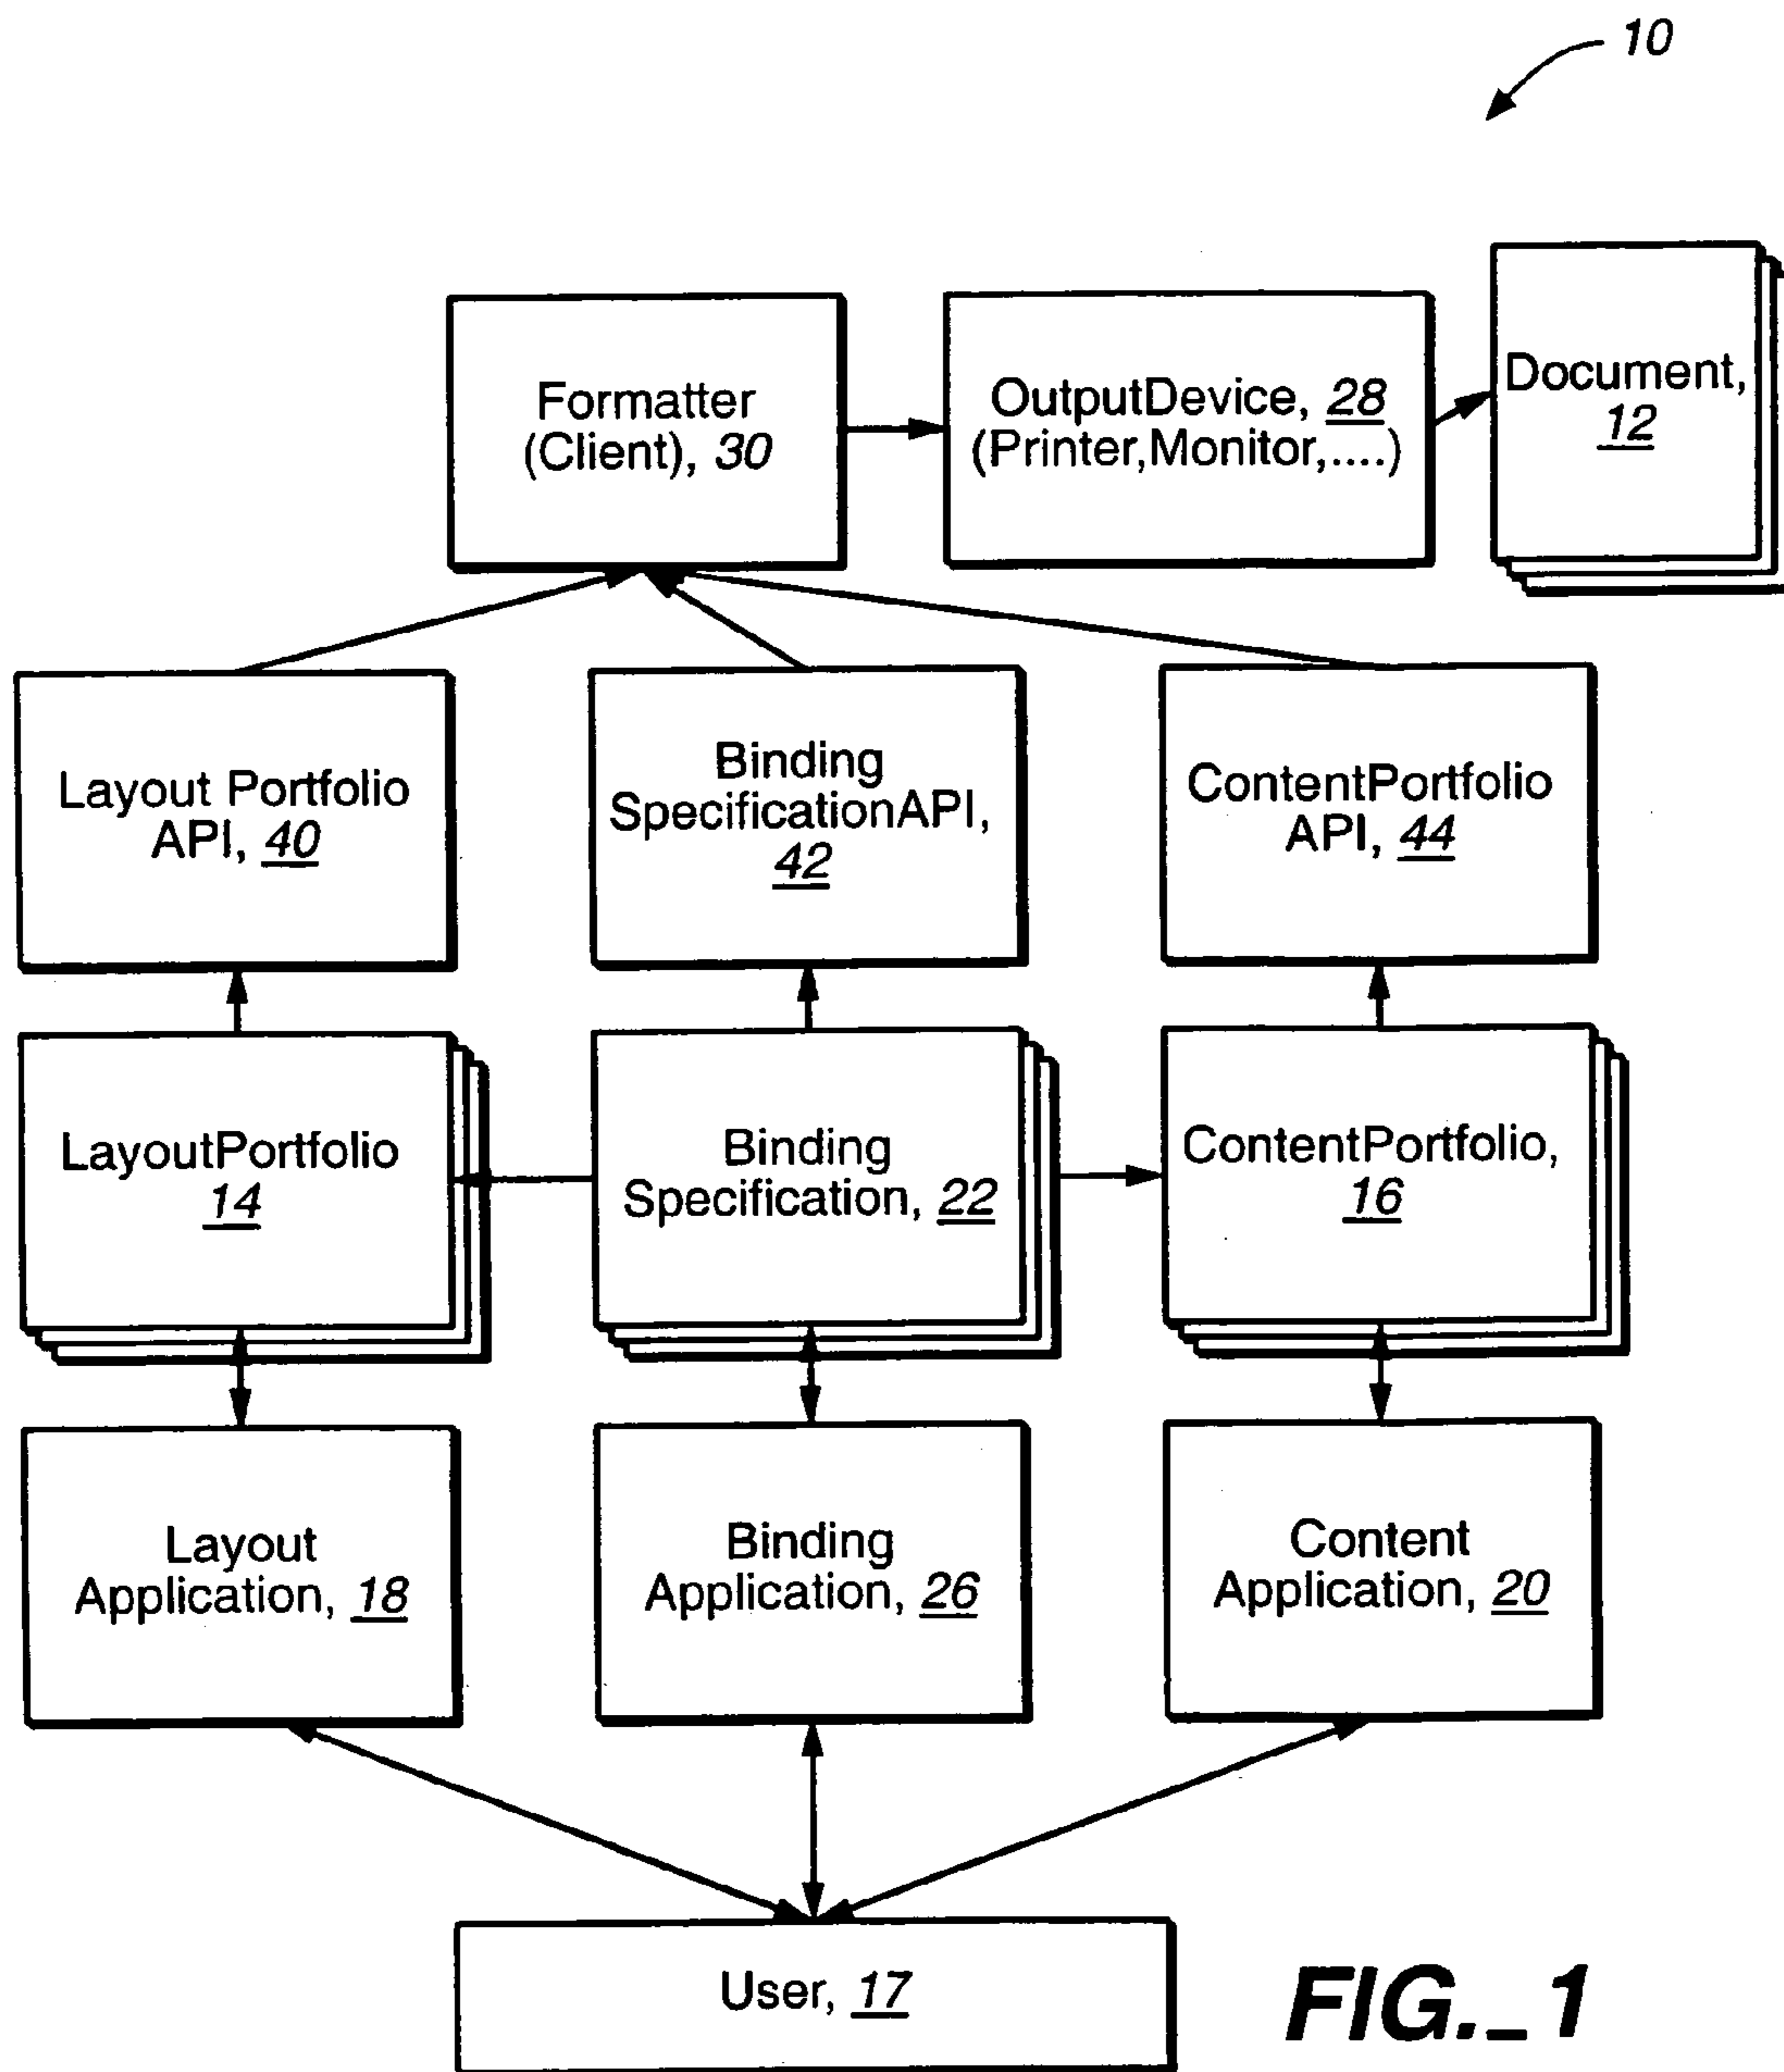 10
Formatter
(Client), 30
OutputDevice, 28
(Printer,Monitor,....)
Document,
12
Layout Portfolio
API, 40
Binding
SpecificationAPI,
42
ContentPortfolio
API, 44
LayoutPortfolio
14
Binding
Specification, 22
ContentPortfolio,
16
Layout
Application, 18
Binding
Application, 26
Content
Application, 20
User, 17
FIG._1